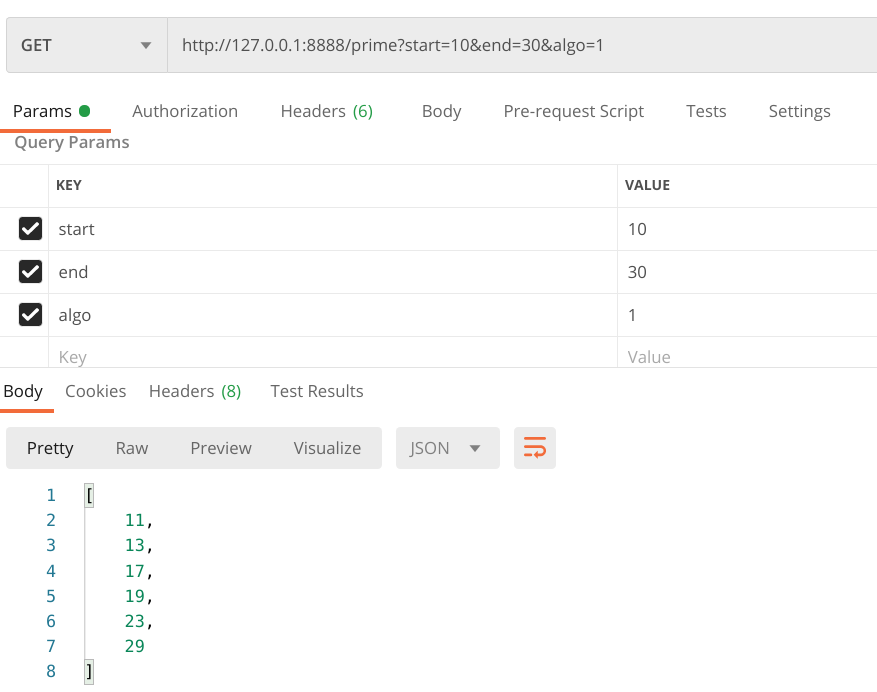 GET http://127.0.0.1:8888/prime?start=10&end=30&algo=1
Params Authorization Headers (6) Body Pre-request Script Tests Settings
Query Params
KEY VALUE
start 10
end 30
algo 1
Key Value
Body Cookies Headers (8) Test Results
Pretty Raw Preview Visualize JSON
1 [
2 11,
3 13,
4 17,
5 19,
6 23,
7 29
8 ]